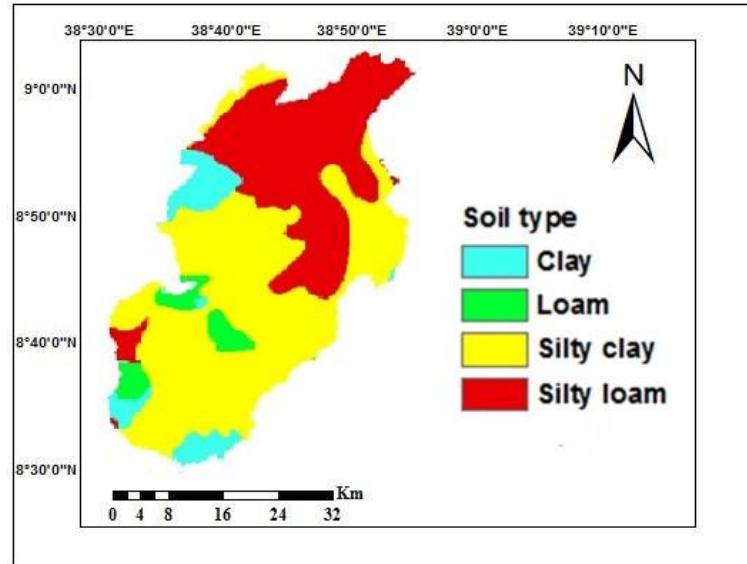 38°30'0"E 38°40'0"E 38°50'0"E 39°0'0"E 39°10'0"E
9°0'0"N
N
8°50'0"N
Soil type
Clay
Loam
Silty clay
8°40'0"N
Silty loam
8°30'0"N
Km
0 4 8 16 24 32